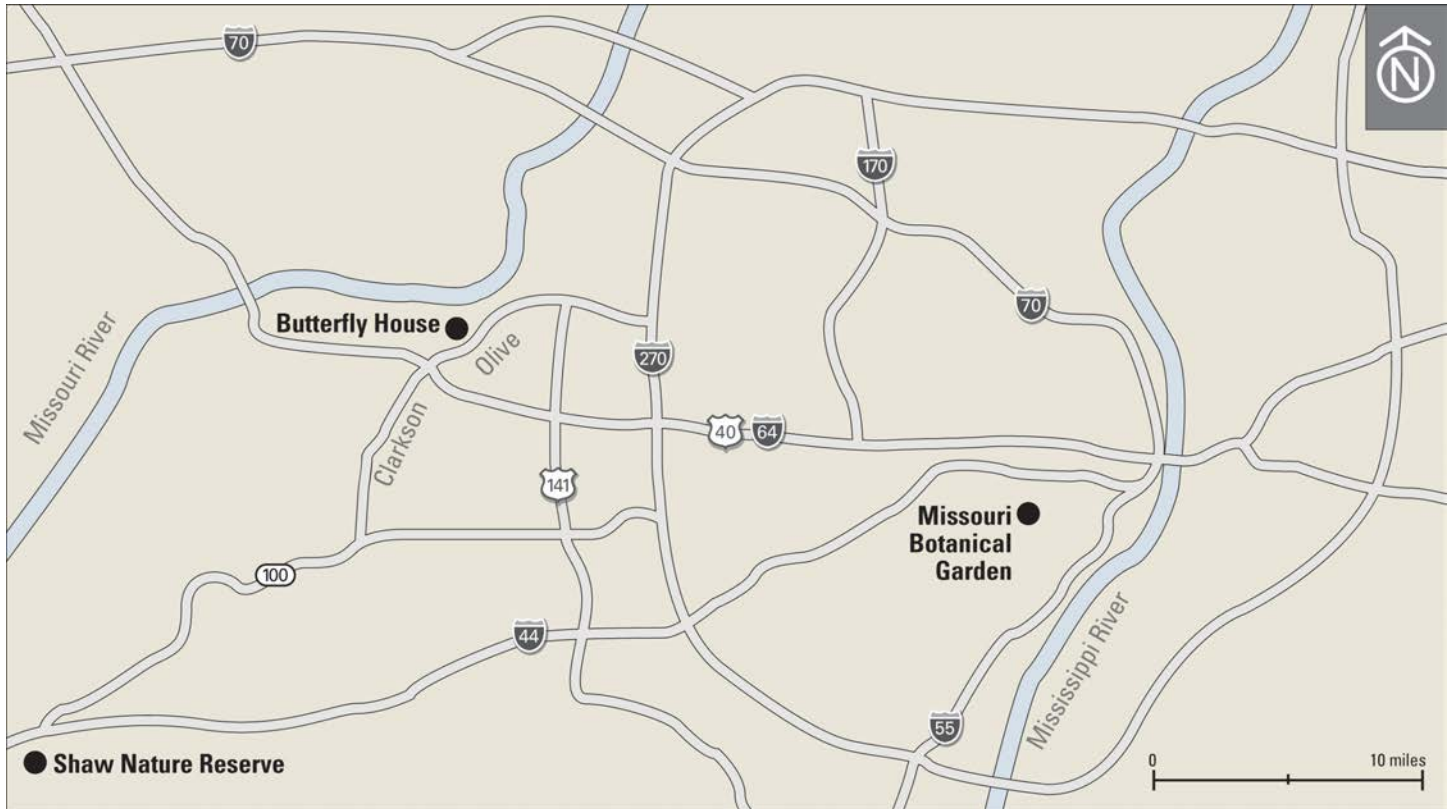 70
N
170
70
Butterfly House
Olive
270
Missouri River
Clarkson
40
64
141
Missouri
Botanical
Garden
100
44
Mississippi River
55
Shaw Nature Reserve
0
10 miles